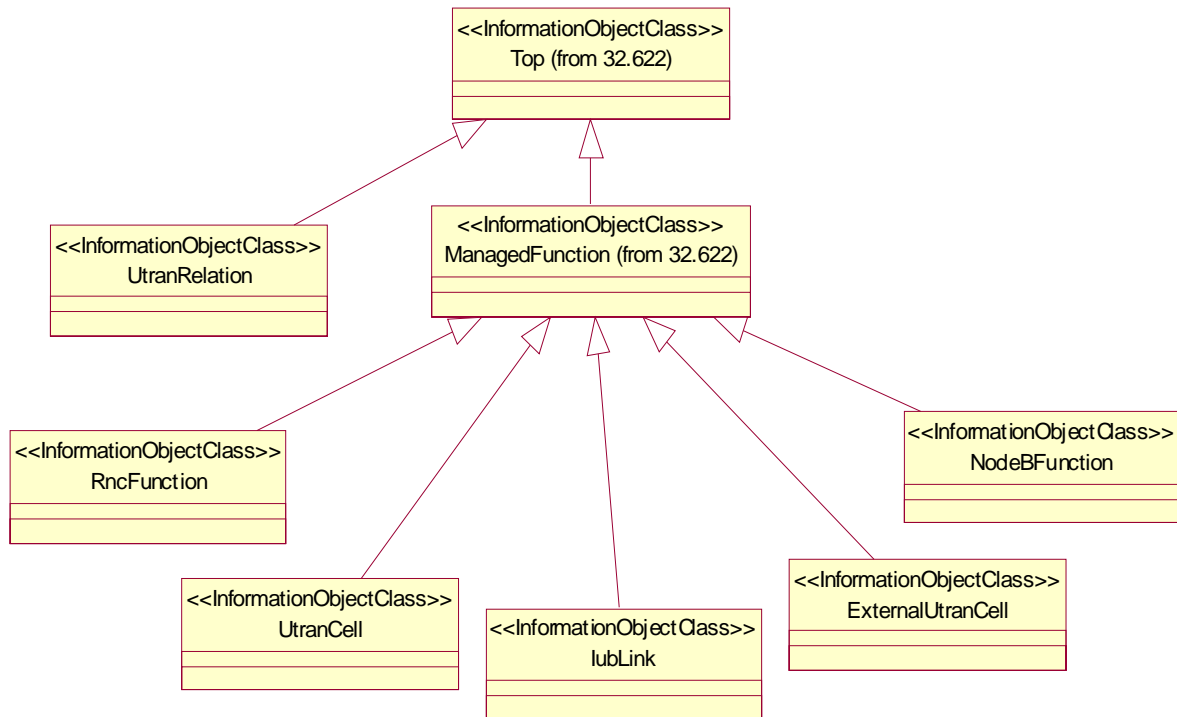 <<InformationObjectClass>>
Top (from 32.622)
<<InformationObjectClass>>
UtranRelation
<<InformationObjectClass>>
ManagedFunction (from 32.622)
<<InformationObjectClass>>
RncFunction
<<InformationObjectClass>>
UtranCell
<<InformationObjectClass>>
IubLink
<<InformationObjectClass>>
ExternalUtranCell
<<InformationObjectClass>>
NodeBFunction